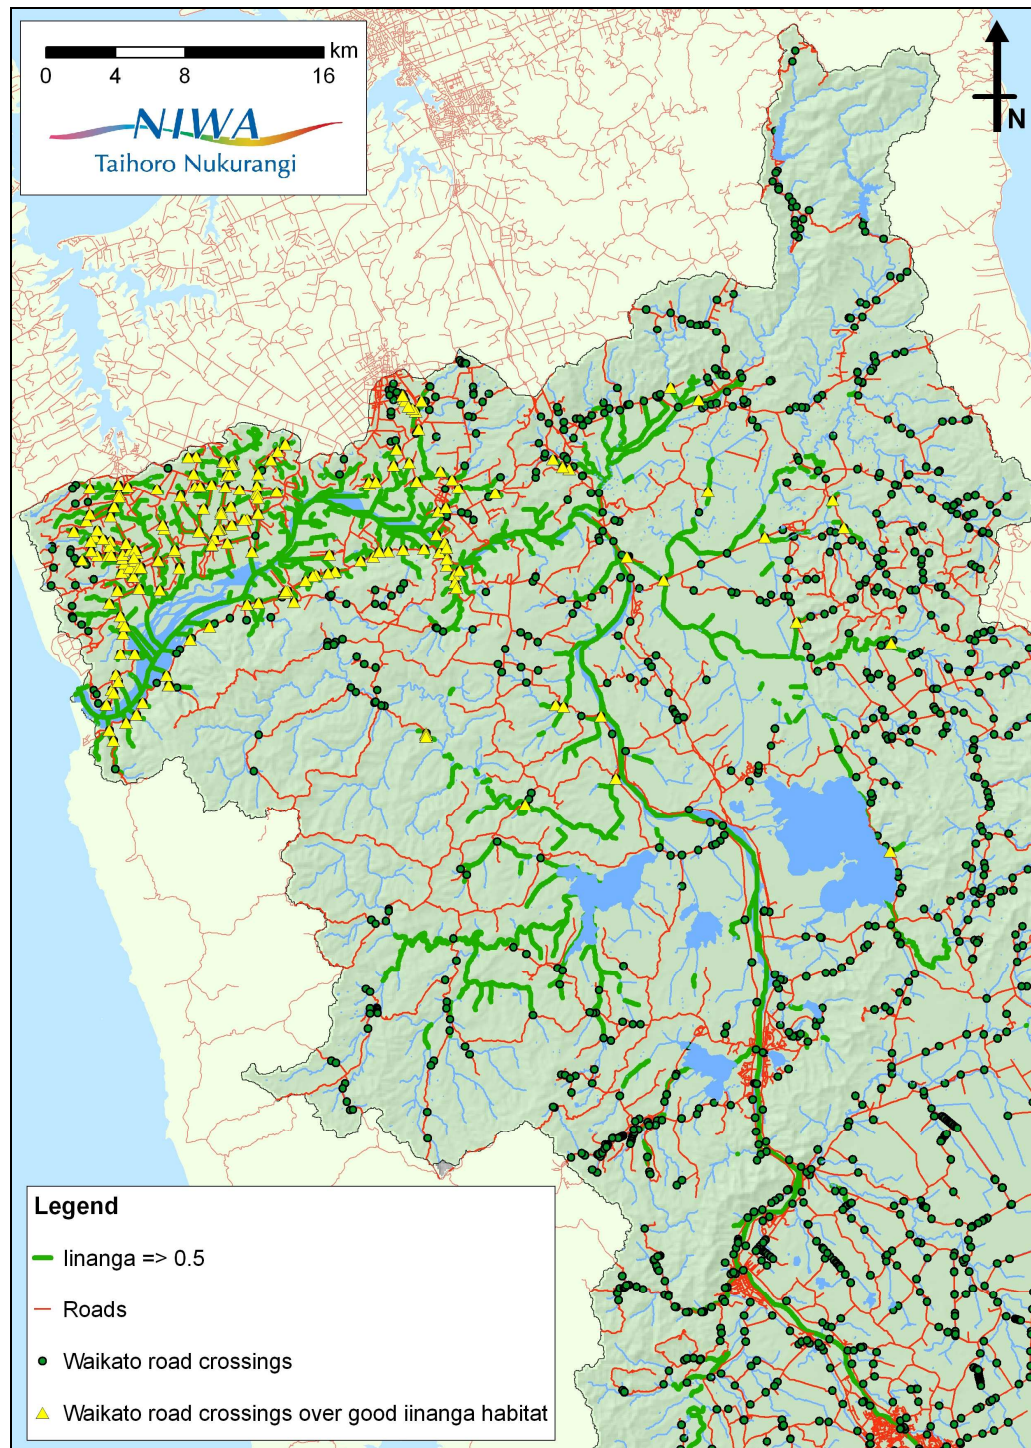 km
0 4 8 16
NIWA
Taihoro Nukurangi
N
Legend
Iinanga => 0.5
Roads
Waikato road crossings
Waikato road crossings over good iinanga habitat